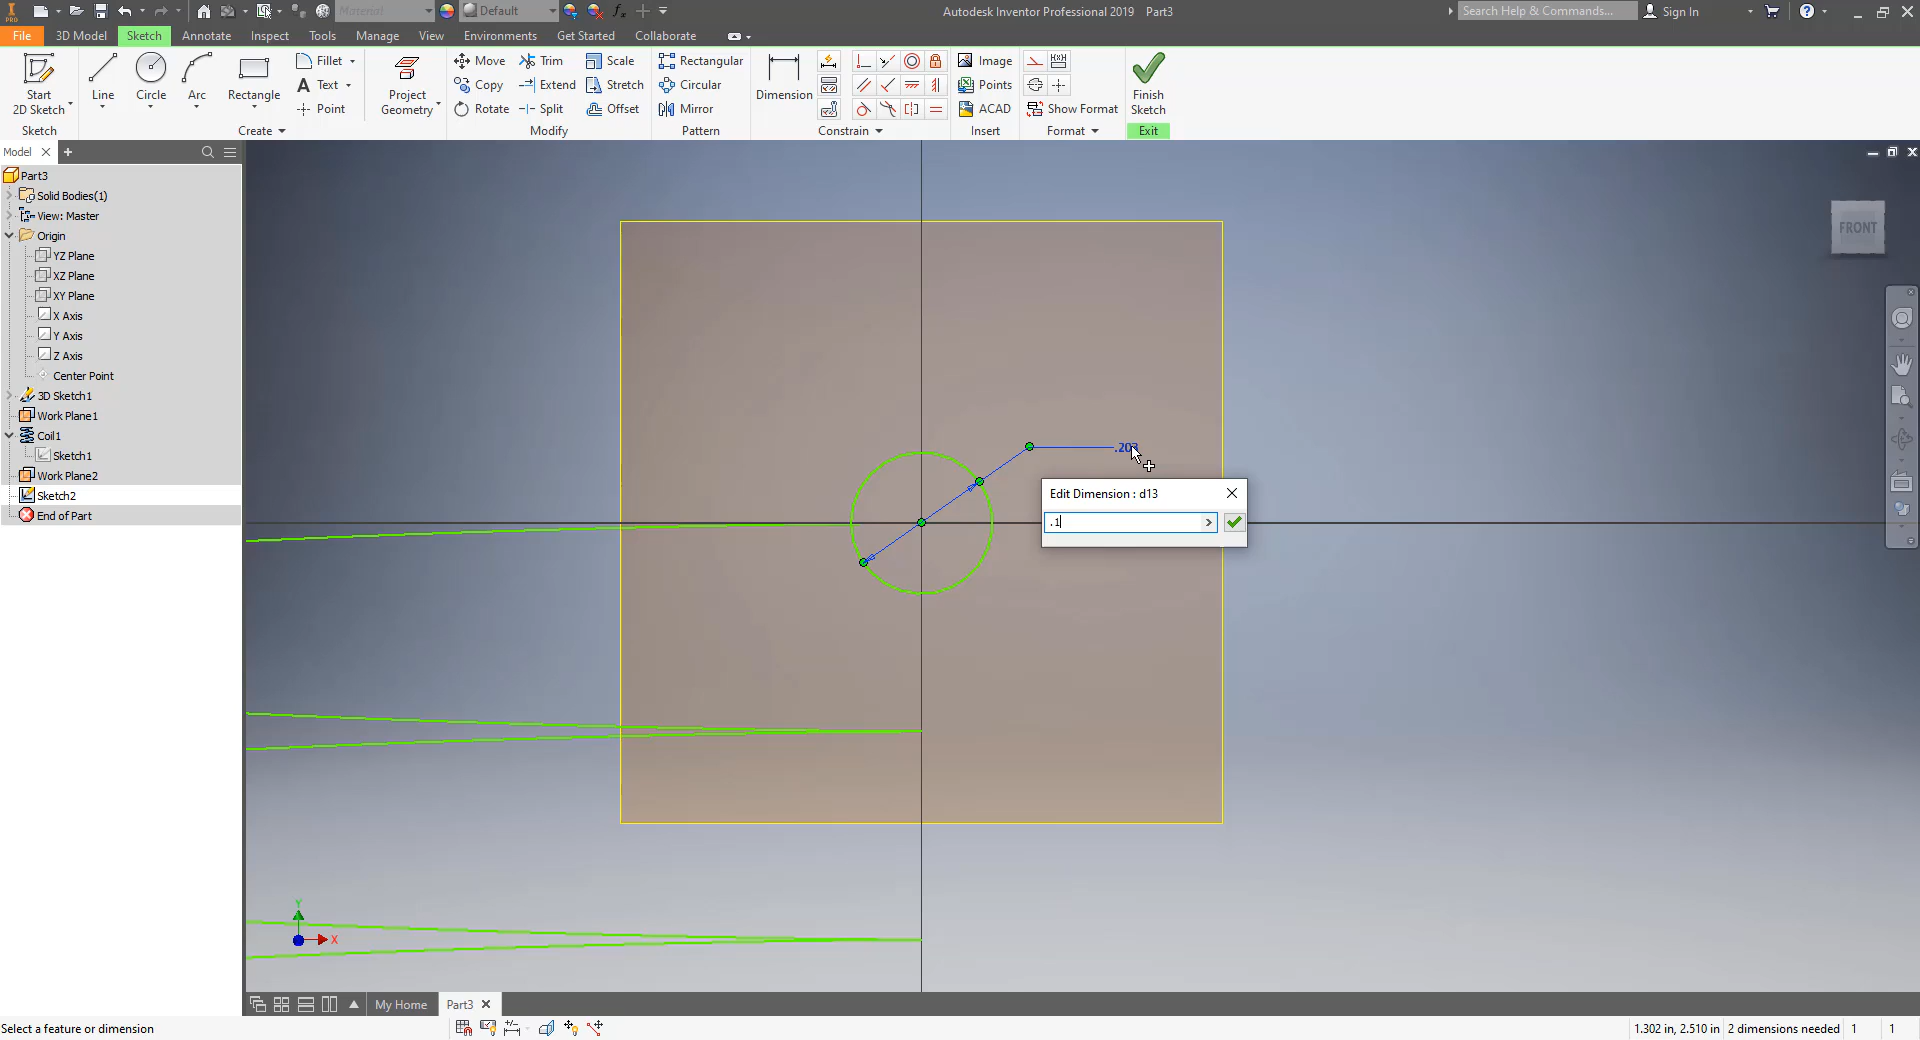 PRO
Material
Default
fx
Autodesk Inventor Professional 2019 Part3
Search Help & Commands...
Sign In
File
3D Model
Sketch
Annotate
Inspect
Tools
Manage
View
Environments
Get Started
Collaborate
Start
2D Sketch
Sketch
Line
Circle
Arc
Rectangle
Fillet
Text
Point
Create
Project
Geometry
Move
Copy
Rotate
Trim
Extend
Split
Scale
Stretch
Offset
Modify
Rectangular
Circular
Mirror
Pattern
Dimension
Constrain
Image
Points
ACAD
Insert
Show Format
Format
Finish
Sketch
Exit
Model
Part3
Solid Bodies(1)
View: Master
Origin
YZ Plane
XZ Plane
XY Plane
X Axis
Y Axis
Z Axis
Center Point
3D Sketch1
Work Plane1
Coil1
Sketch1
Work Plane2
Sketch2
End of Part
FRONT
Edit Dimension : d13
.1
Y
X
My Home
Part3
Select a feature or dimension
1.302 in, 2.510 in
2 dimensions needed
1
1